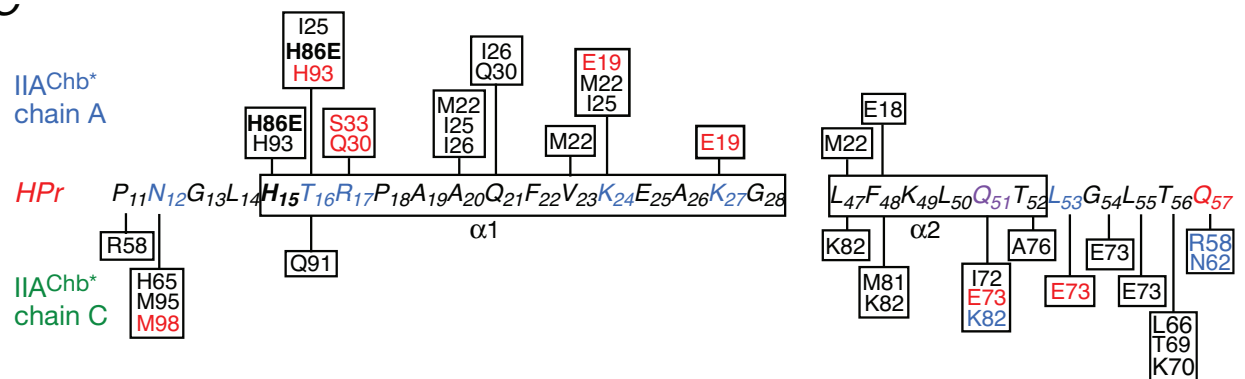 I25
H86E
H93
I26
Q30
E19
M22
I25
IIAChb*
chain A
M22
I25
I26
E18
H86E
H93
S33
Q30
M22
E19
M22
HPr
P11N12G13L14H15T16R17P18A19A20Q21F22V23K24E25A26K27G28
L47F48K49L50Q51T52L53G54L55T56Q57
α1
α2
R58
Q91
K82
A76
E73
R58
N62
IIAChb*
chain C
H65
M95
M98
M81
K82
I72
E73
K82
E73
E73
L66
T69
K70